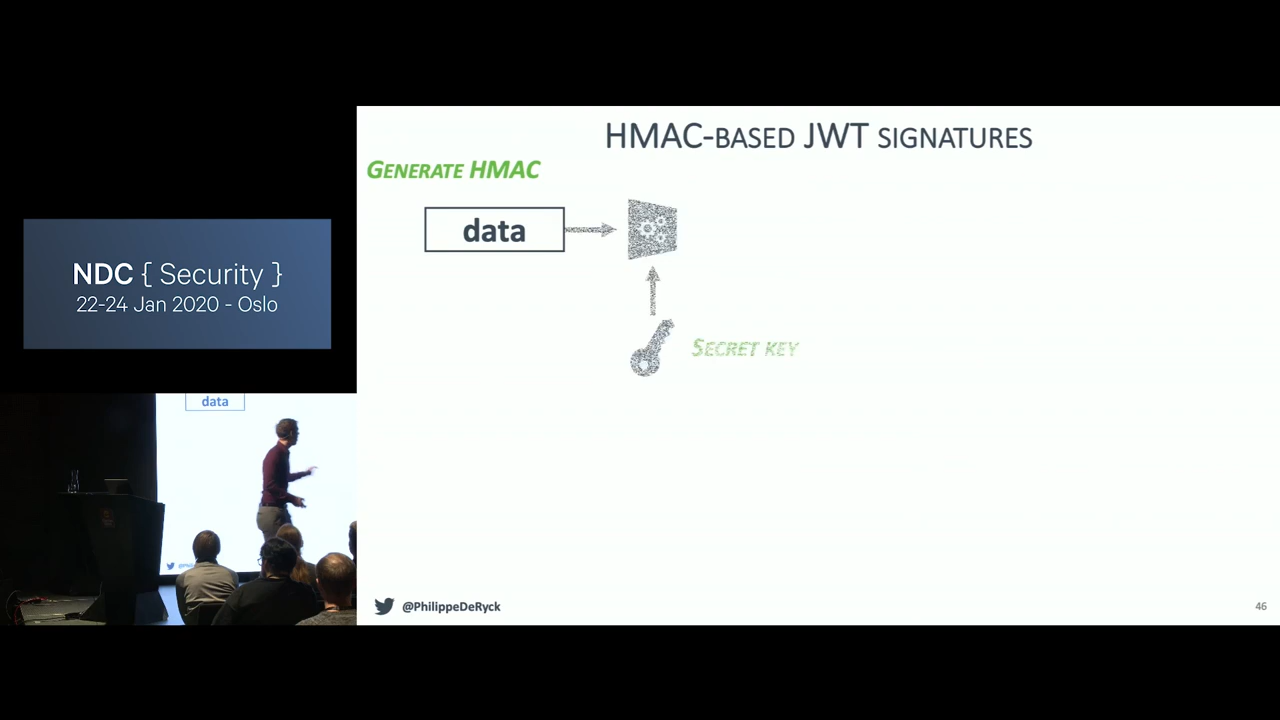 HMAC-BASED JWT SIGNATURES
GENERATE HMAC
data
SECRET KEY
NDC { Security }
22-24 Jan 2020 - Oslo
data
@PhilippeDeRyck
46